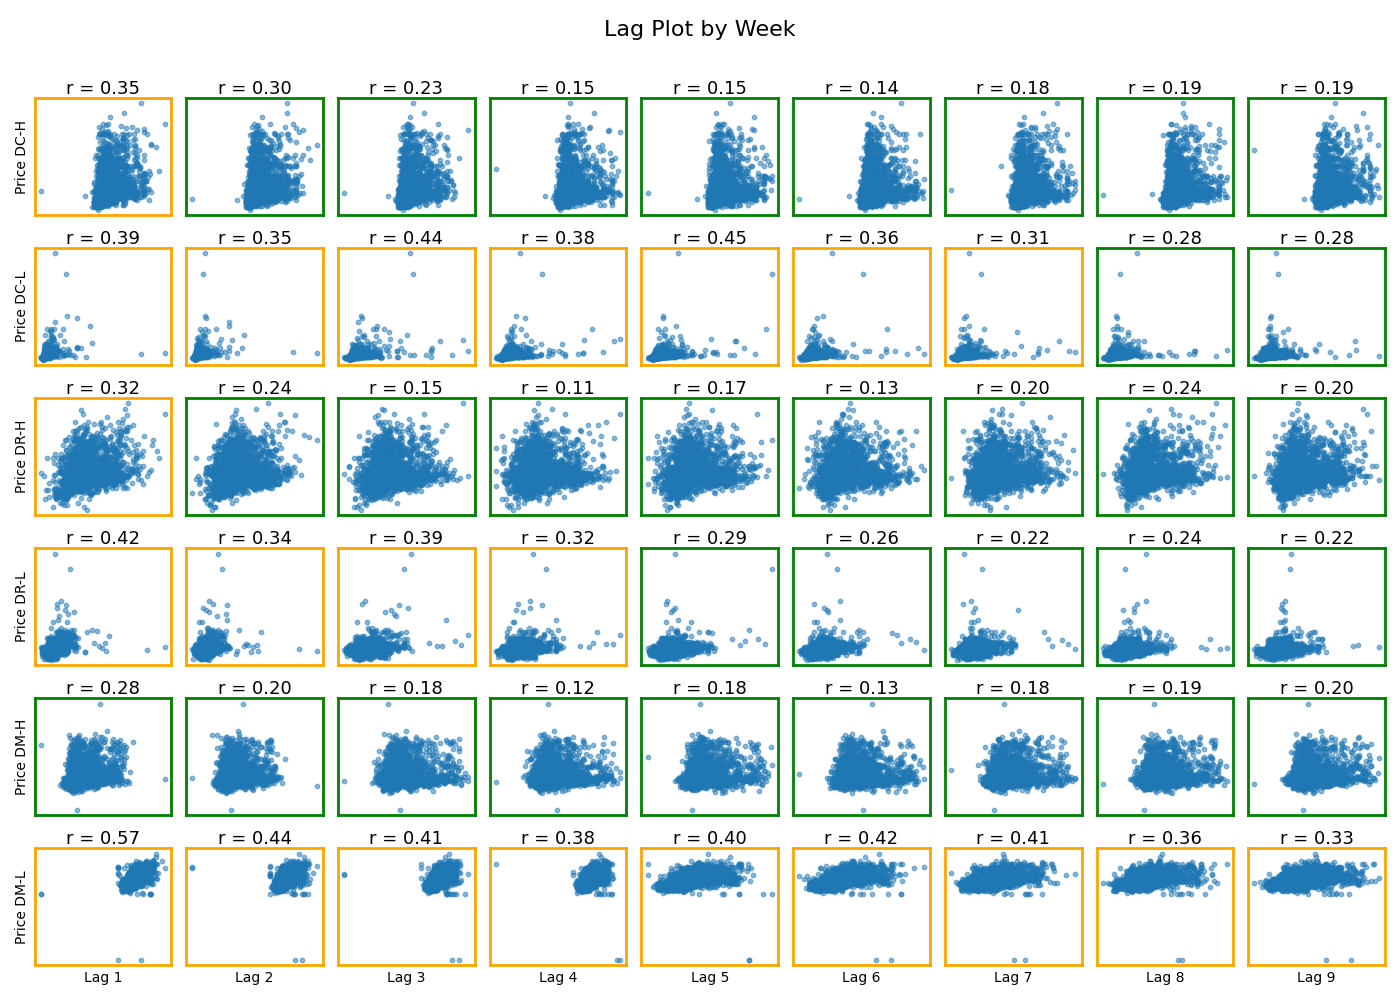 Lag Plot by Week
r = 0.35 r = 0.30 r = 0.23 r = 0.15 r = 0.15 r = 0.14 r = 0.18 r = 0.19 r = 0.19
Price DC-H
r = 0.39 r = 0.35 r = 0.44 r = 0.38 r = 0.45 r = 0.36 r = 0.31 r = 0.28 r = 0.28
Price DC-L
r = 0.32 r = 0.24 r = 0.15 r = 0.11 r = 0.17 r = 0.13 r = 0.20 r = 0.24 r = 0.20
Price DR-H
r = 0.42 r = 0.34 r = 0.39 r = 0.32 r = 0.29 r = 0.26 r = 0.22 r = 0.24 r = 0.22
Price DR-L
r = 0.28 r = 0.20 r = 0.18 r = 0.12 r = 0.18 r = 0.13 r = 0.18 r = 0.19 r = 0.20
Price DM-H
r = 0.57 r = 0.44 r = 0.41 r = 0.38 r = 0.40 r = 0.42 r = 0.41 r = 0.36 r = 0.33
Price DM-L
Lag 1 Lag 2 Lag 3 Lag 4 Lag 5 Lag 6 Lag 7 Lag 8 Lag 9